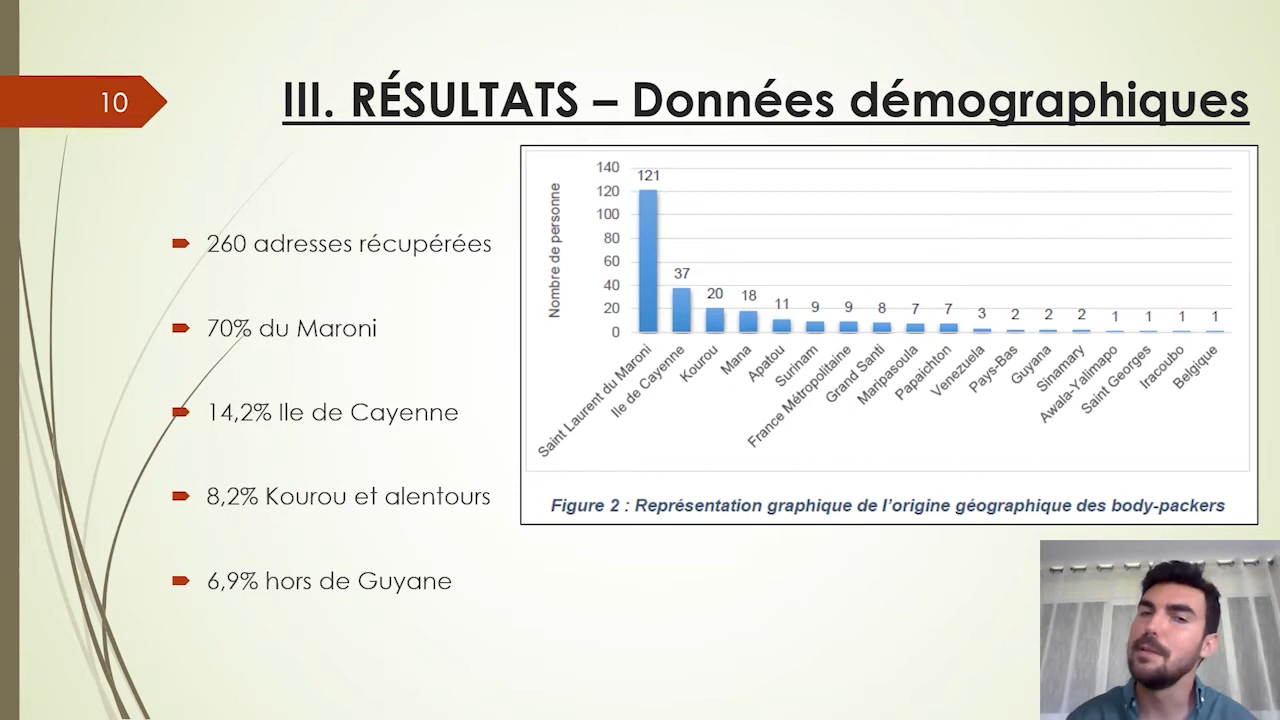 10
III. RÉSULTATS – Données démographiques
260 adresses récupérées
70% du Maroni
14,2% Ile de Cayenne
8,2% Kourou et alentours
6,9% hors de Guyane
Nombre de personne
140
120
100
80
60
40
20
0
121
37
20
18
11
9
9
8
7
7
3
2
2
2
1
1
1
1
Saint Laurent du Maroni
Ile de Cayenne
Kourou
Mana
Apatou
Surinam
France Métropolitaine
Grand Santi
Maripasoula
Papaichton
Venezuela
Pays-Bas
Guyana
Sinamary
Awala-Yalimapo
Saint Georges
Iracoubo
Belgique
Figure 2 : Représentation graphique de l'origine géographique des body-packers